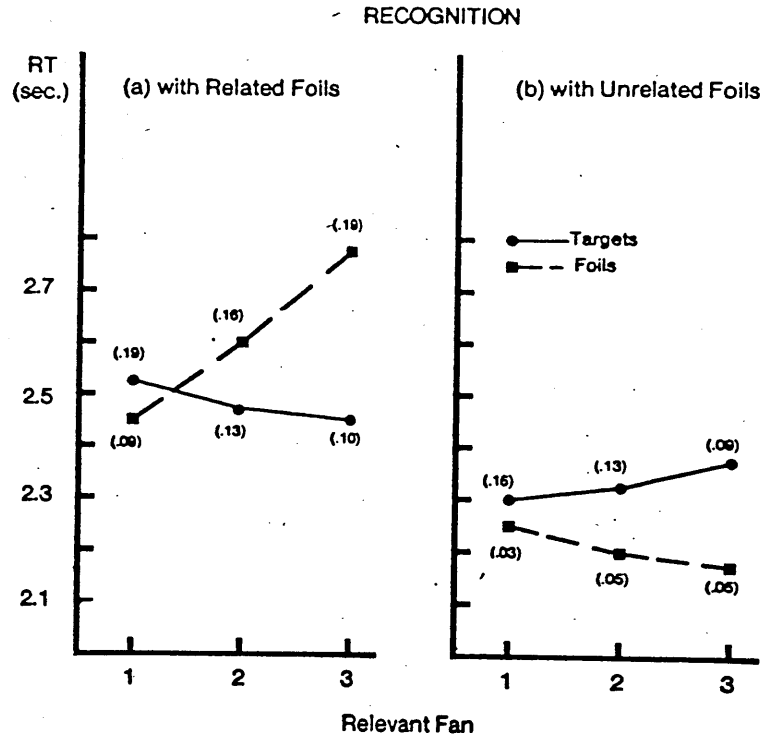 RECOGNITION
RT
(sec.)
(a) with Related Foils
(b) with Unrelated Foils
-(.19)
Targets
Foils
2.7
(.16)
(.19)
2.5
(.09)
(.13)
(.10)
(.09)
(.13)
(.15)
2.3
(.03)
(.05)
(.05)
2.1
1 2 3
1 2 3
Relevant Fan